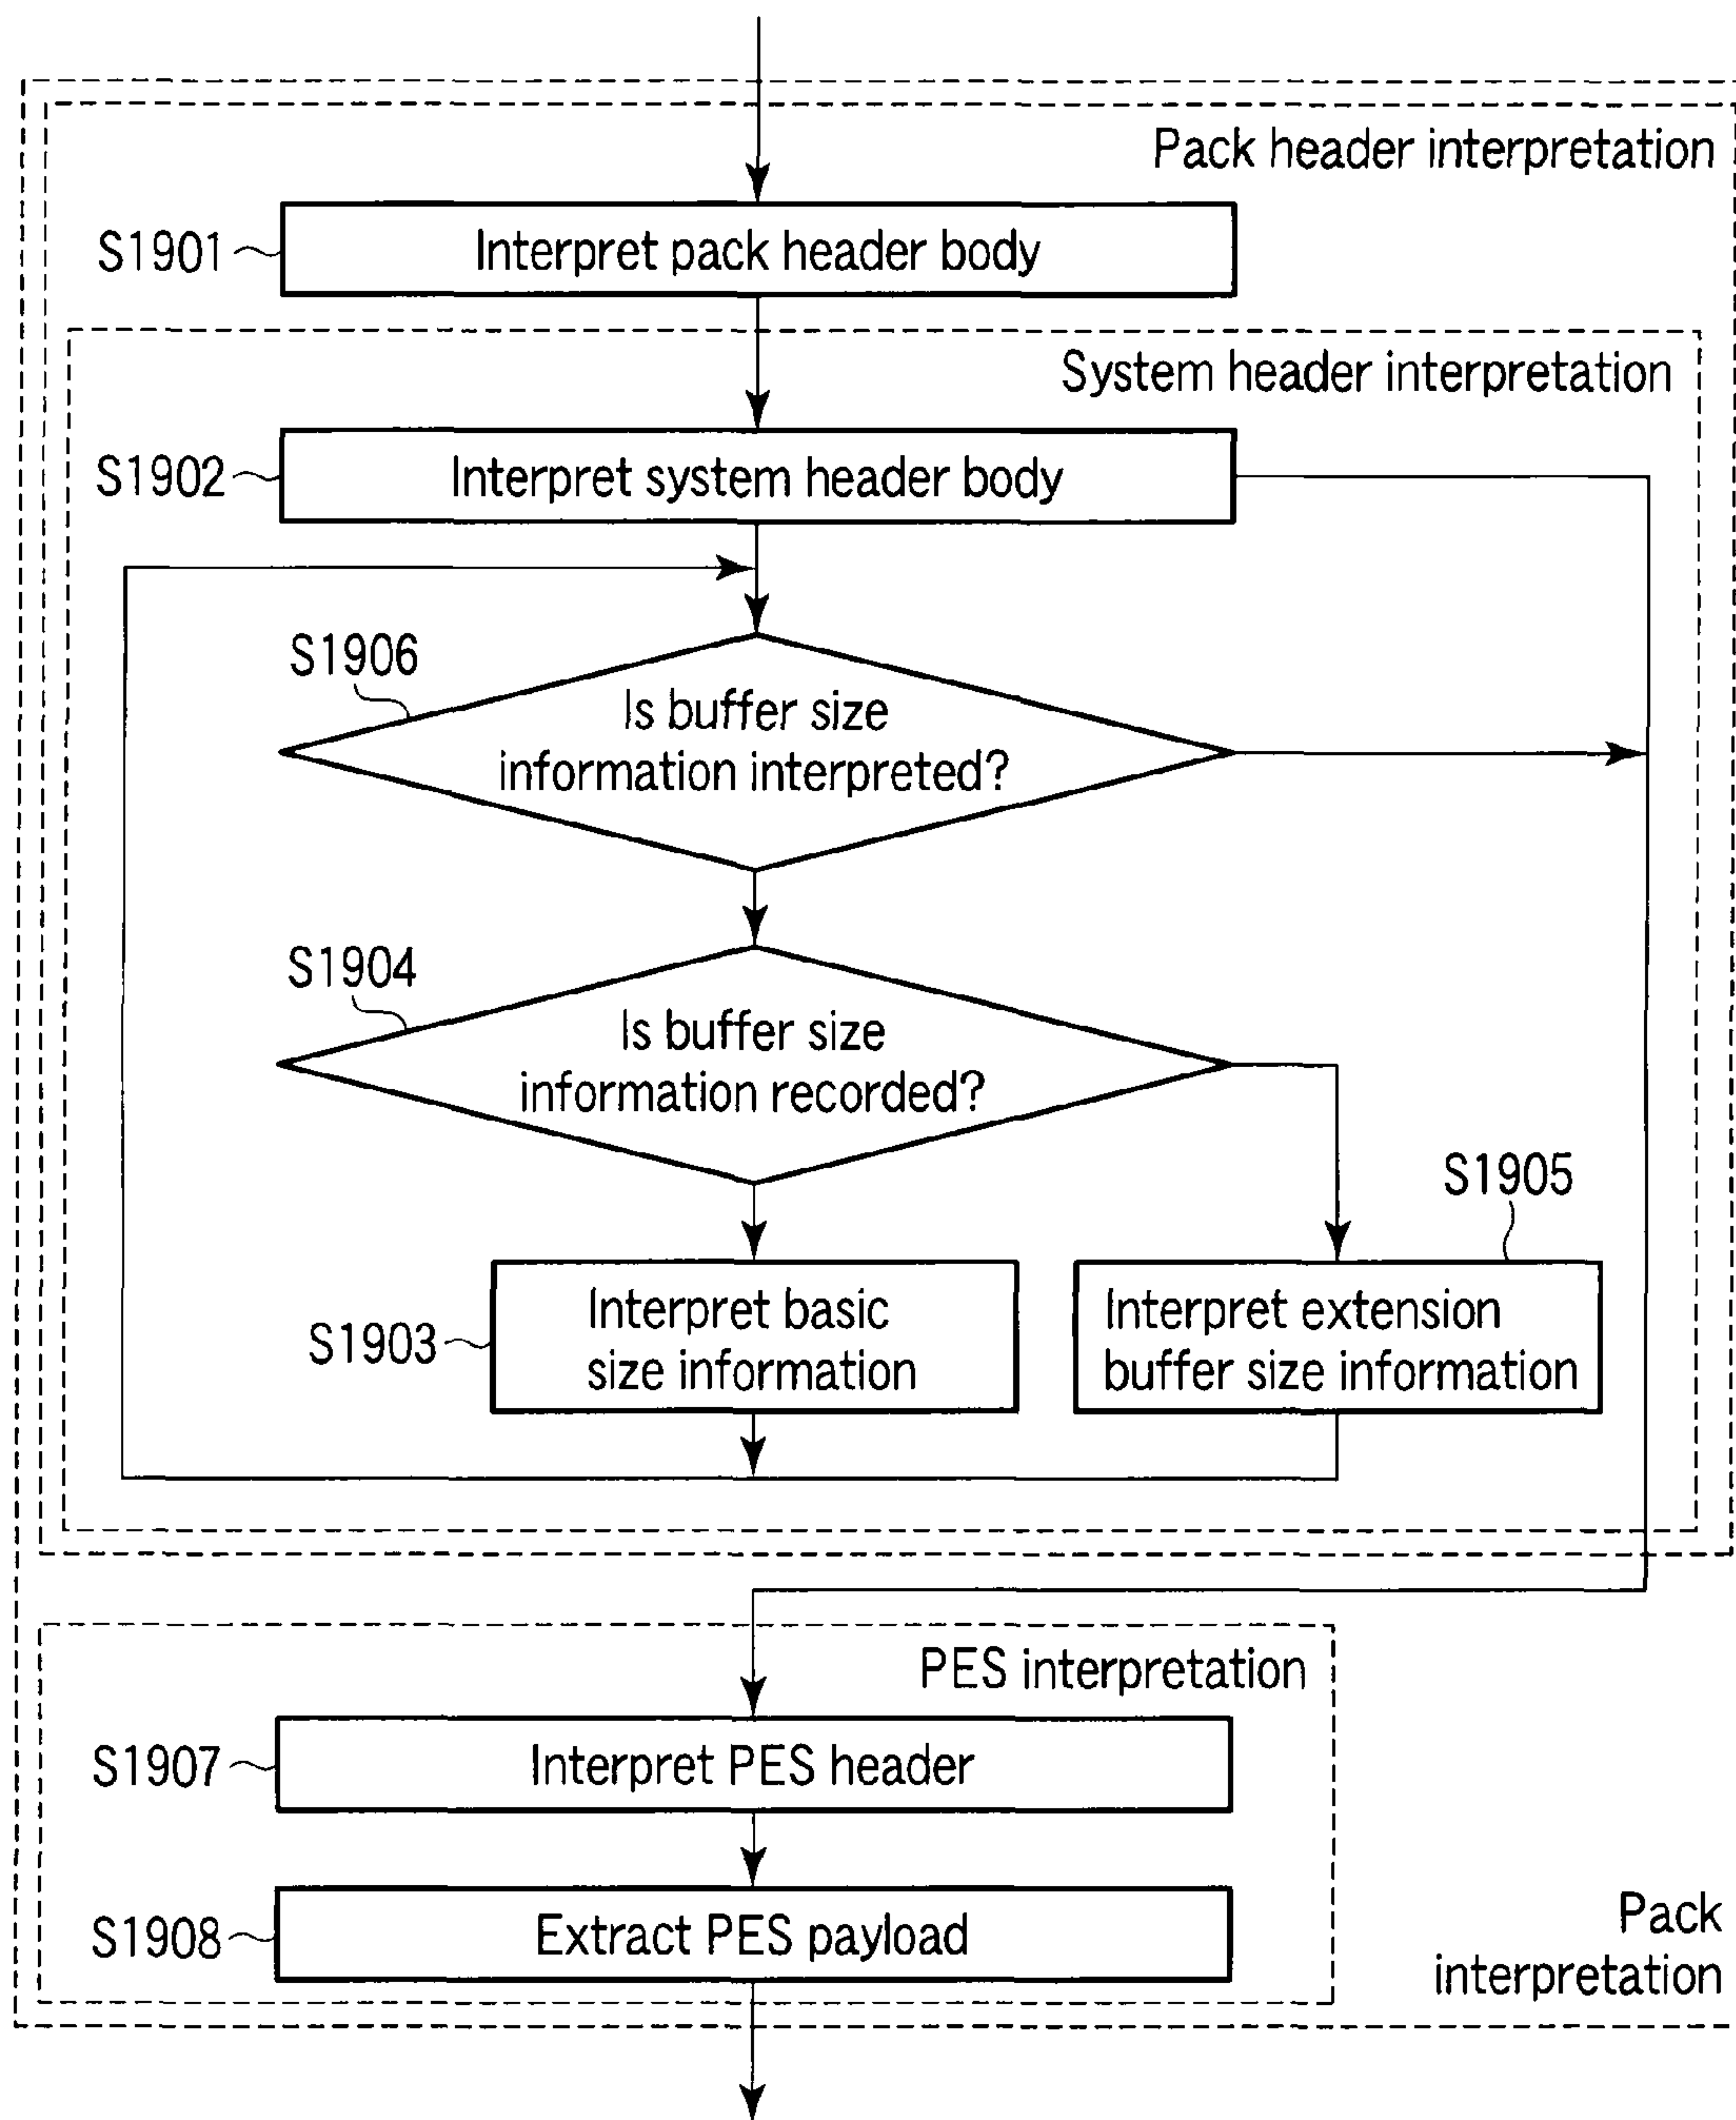 Pack header interpretation
S1901
Interpret pack header body
System header interpretation
S1902
Interpret system header body
S1906
Is buffer size
information interpreted?
S1904
Is buffer size
information recorded?
S1905
S1903
Interpret basic
size information
Interpret extension
buffer size information
PES interpretation
S1907
Interpret PES header
S1908
Extract PES payload
Pack
interpretation